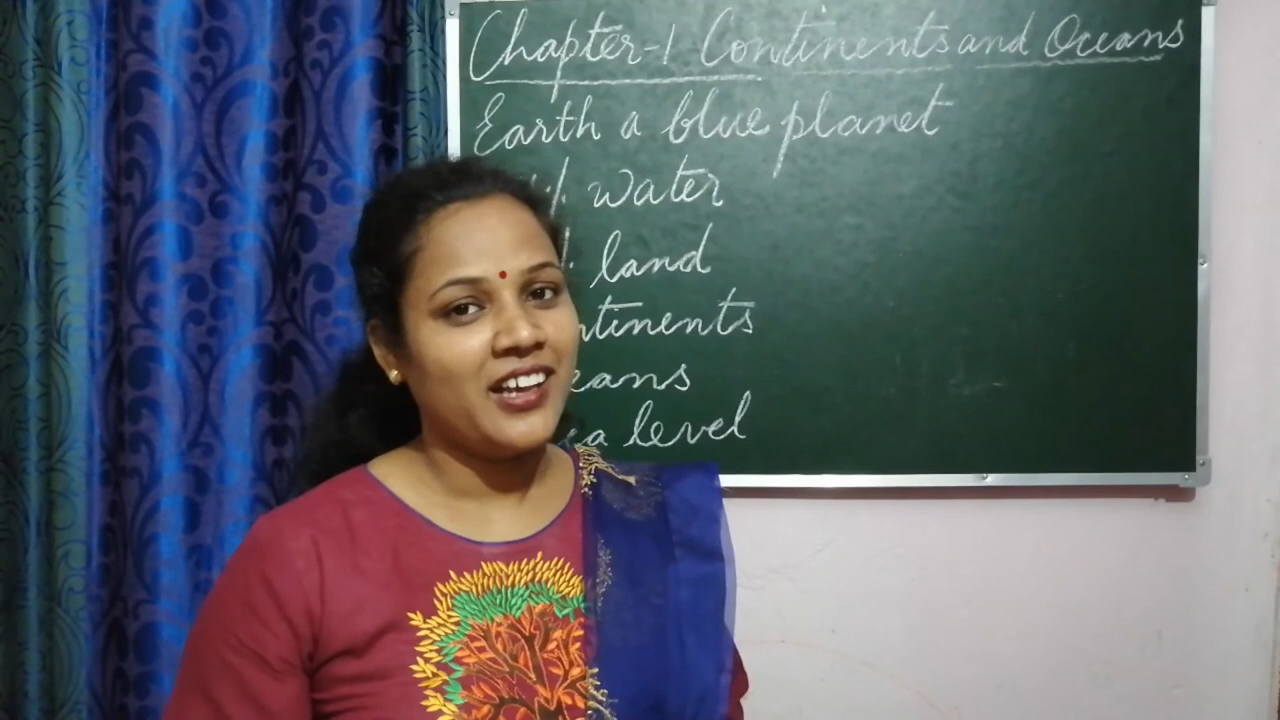 Chapter-1 Continents and Oceans
Earth a blue planet
water
land
level